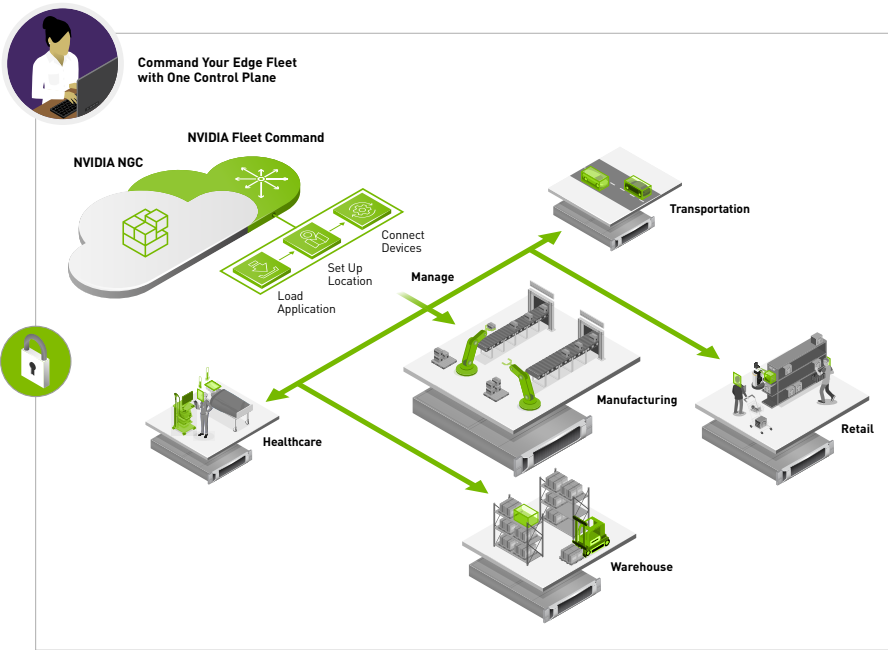 Command Your Edge Fleet
with One Control Plane
NVIDIA Fleet Command
NVIDIA NGC
Load
Application
Set Up
Location
Connect
Devices
Manage
Transportation
Manufacturing
Retail
Healthcare
Warehouse